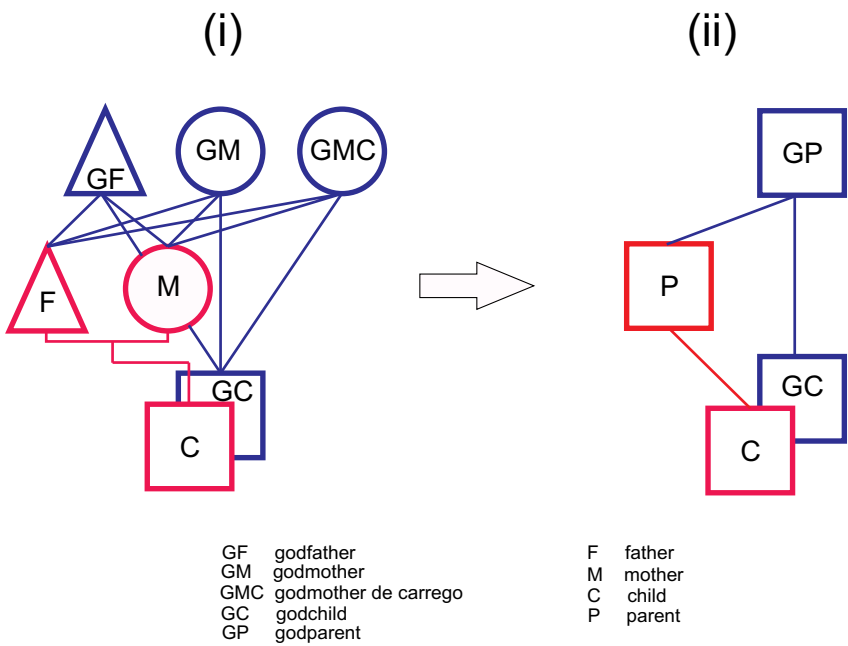 (i)
(ii)
GF
GM
GMC
GP
F
M
P
GC
GC
C
C
GF godfather
GM godmother
GMC godmother de carrego
GC godchild
GP godparent
F father
M mother
C child
P parent